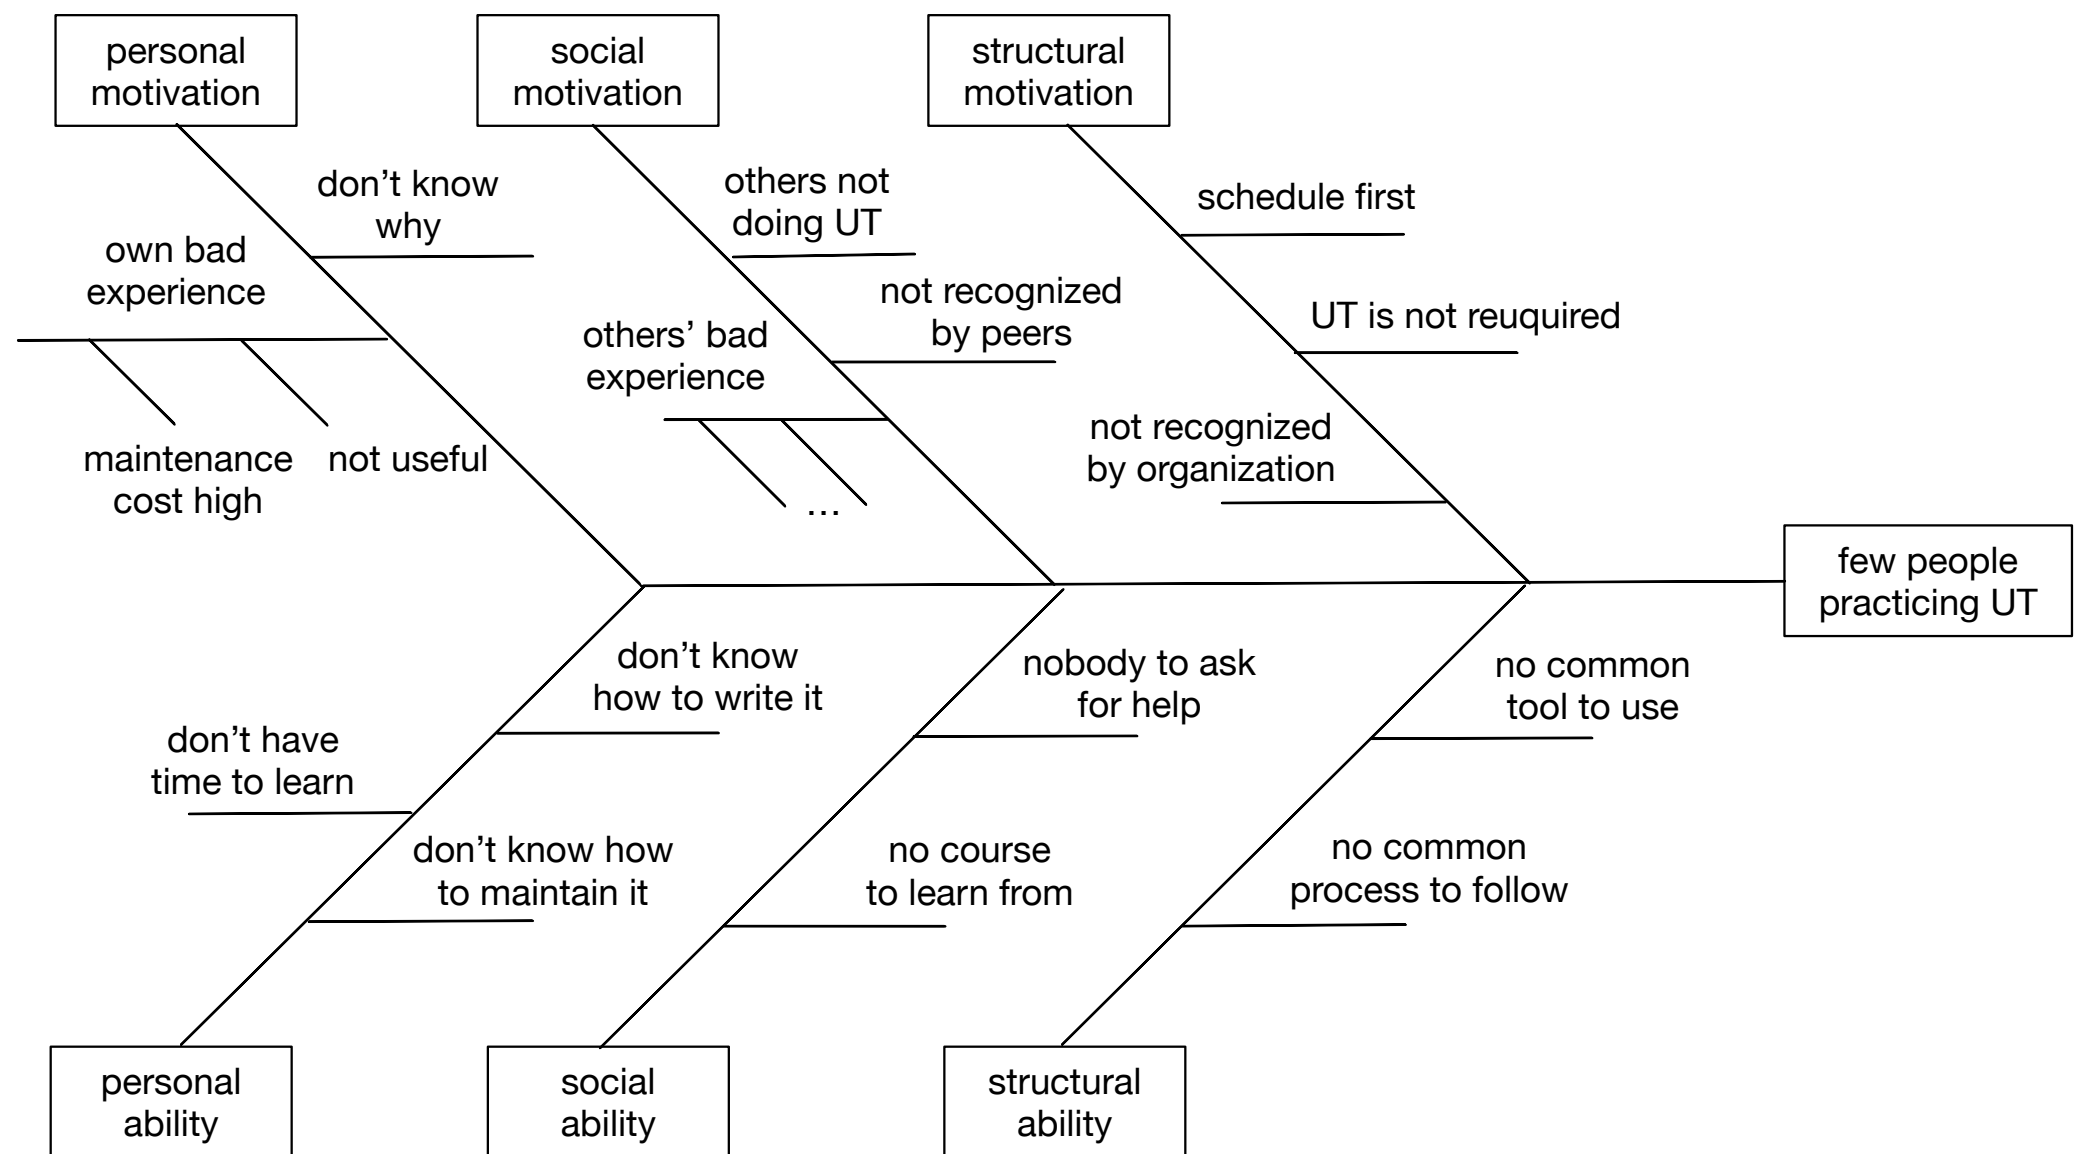 personal
motivation
social
motivation
structural
motivation
don’t know
why
own bad
experience
maintenance
cost high
not useful
others not
doing UT
not recognized
by peers
others’ bad
experience
...
schedule first
UT is not reuquired
not recognized
by organization
few people
practicing UT
don’t know
how to write it
don’t have
time to learn
don’t know how
to maintain it
nobody to ask
for help
no course
to learn from
no common
tool to use
no common
process to follow
personal
ability
social
ability
structural
ability